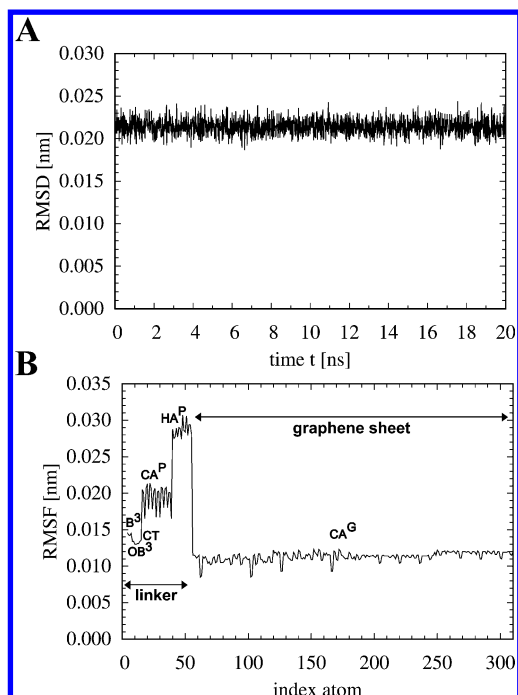 A
0.030
0.025
0.020
0.015
0.010
0.005
0.000
RMSD [nm]
0 2 4 6 8 10 12 14 16 18 20
time t [ns]
B
0.035
0.030
0.025
0.020
0.015
0.010
0.005
0.000
RMSF [nm]
HA^P
graphene sheet
CA^P
B^3
CT
OB^3
CA^G
linker
0 50 100 150 200 250 300
index atom